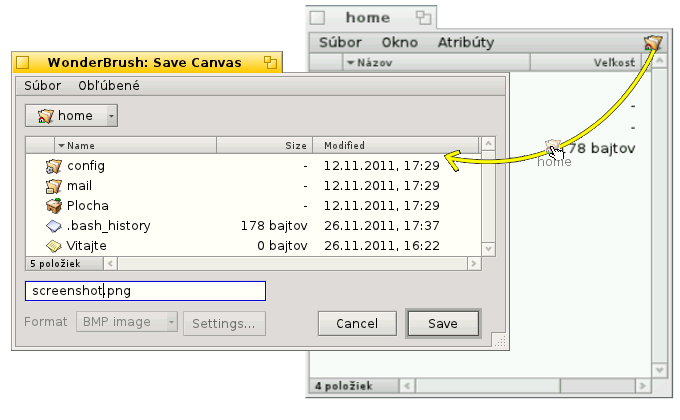 home
Súbor Okno Atribúty
Názov Veľkosť
-
-
78 bajtov
home
4 položiek
WonderBrush: Save Canvas
Súbor Obľúbené
home
Name Size Modified
config - 12.11.2011, 17:29
mail - 12.11.2011, 17:29
Plocha - 12.11.2011, 17:29
.bash_history 178 bajtov 26.11.2011, 17:37
Vitajte 0 bajtov 26.11.2011, 16:22
5 položiek
screenshot.png
Format BMP image Settings... Cancel Save